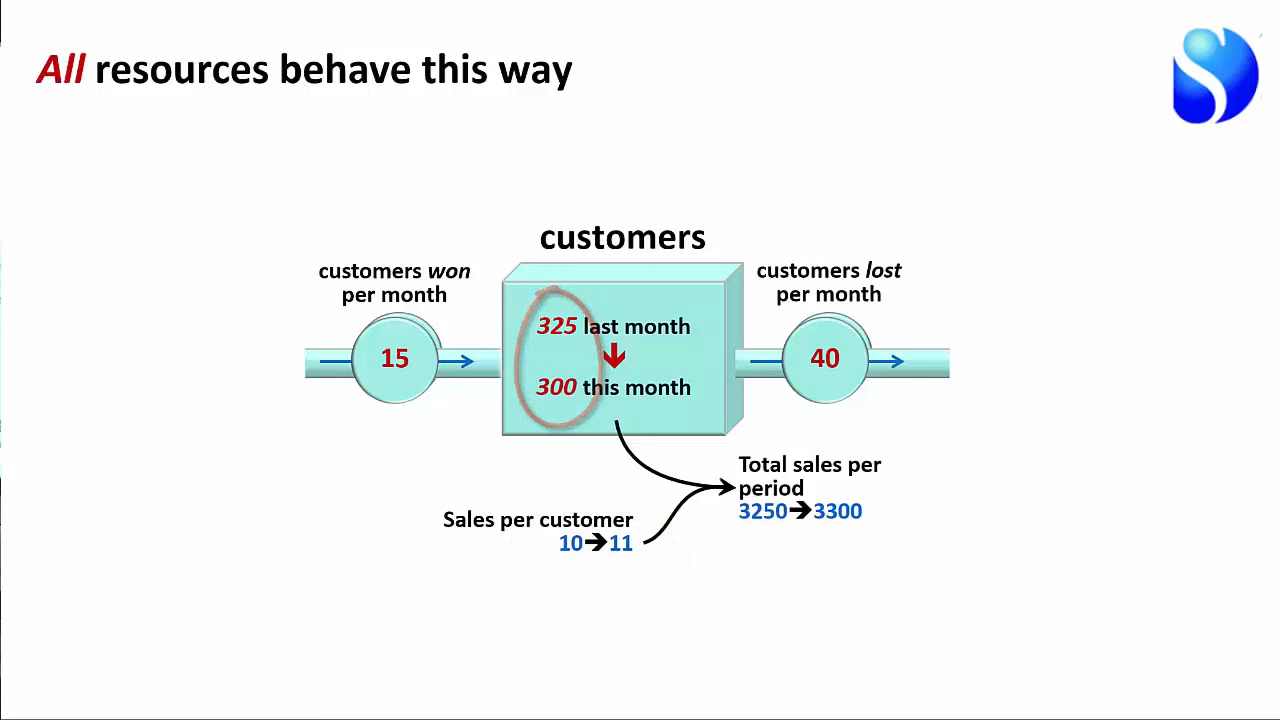 All resources behave this way
customers
customers won
per month
15
325 last month
300 this month
customers lost
per month
40
Sales per customer
10➔11
Total sales per
period
3250➔3300